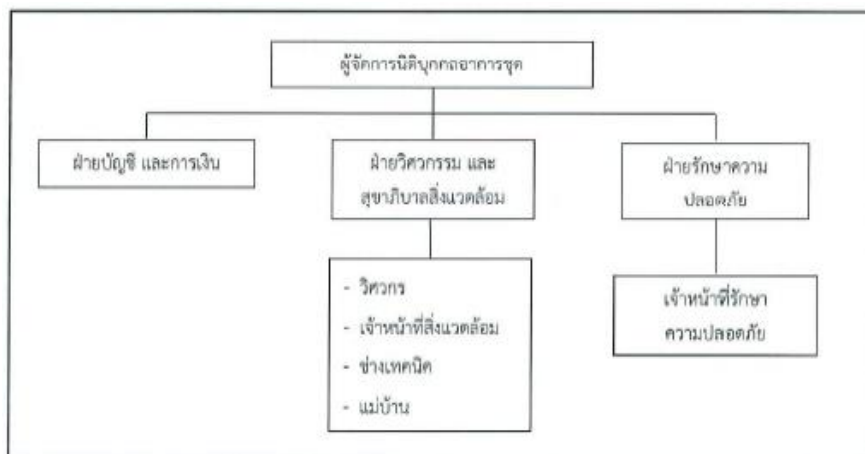 ผู้จัดการนิติบุคคลอาคารชุด
ฝ่ายบัญชี และการเงิน
ฝ่ายวิศวกรรม และ
สุขาภิบาลสิ่งแวดล้อม
ฝ่ายรักษาความ
ปลอดภัย
- วิศวกร
- เจ้าหน้าที่สิ่งแวดล้อม
- ช่างเทคนิค
- แม่บ้าน
เจ้าหน้าที่รักษา
ความปลอดภัย